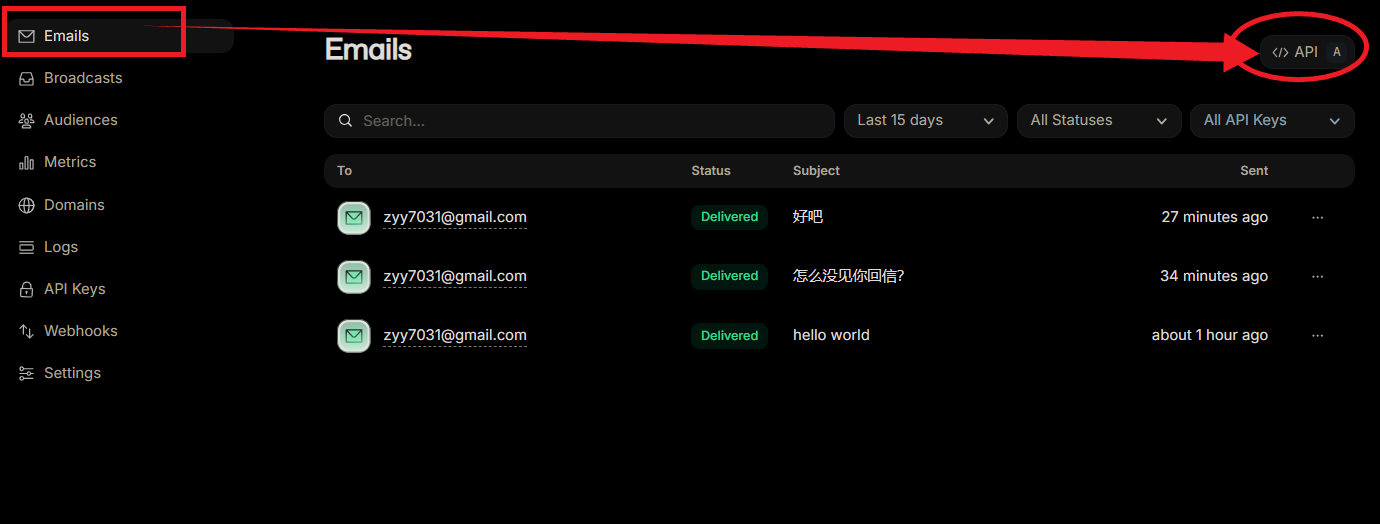 Emails
Broadcasts
Audiences
Metrics
Domains
Logs
API Keys
Webhooks
Settings
Emails
</> API A
Search...
Last 15 days
All Statuses
All API Keys
To Status Subject Sent
zyy7031@gmail.com Delivered 好吧 27 minutes ago ...
zyy7031@gmail.com Delivered 怎么没见你回信? 34 minutes ago ...
zyy7031@gmail.com Delivered hello world about 1 hour ago ...